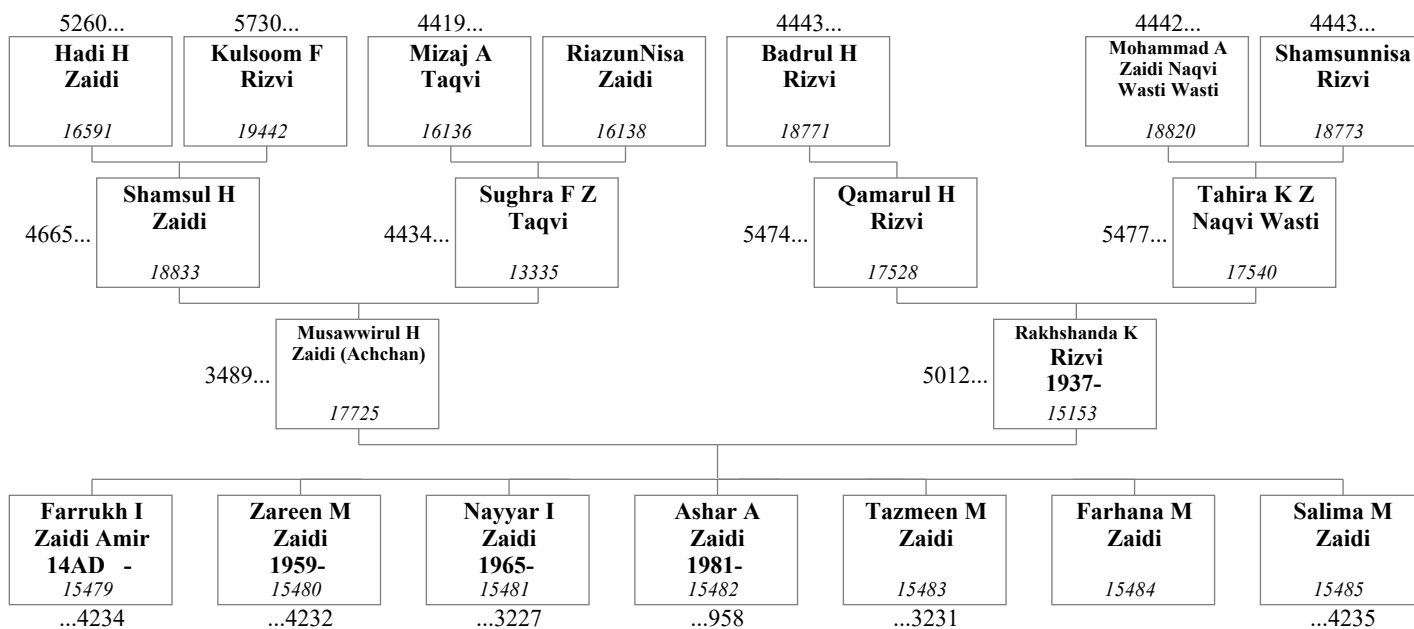 5260...
5730...
4419...
4443...
4442...
4443...
Hadi H
Zaidi
16591
Kulsoom F
Rizvi
19442
Mizaj A
Taqvi
16136
RiazunNisa
Zaidi
16138
Badrul H
Rizvi
18771
Mohammad A
Zaidi Naqvi
Wasti Wasti
18820
Shamsunnisa
Rizvi
18773
4665...
Shamsul H
Zaidi
18833
4434...
Sughra F Z
Taqvi
13335
5474...
Qamarul H
Rizvi
17528
5477...
Tahira K Z
Naqvi Wasti
17540
3489...
Musawwirul H
Zaidi (Achchan)
17725
5012...
Rakhshanda K
Rizvi
1937-
15153
Farrukh I
Zaidi Amir
14AD -
15479
...4234
Zareen M
Zaidi
1959-
15480
...4232
Nayyar I
Zaidi
1965-
15481
...3227
Ashar A
Zaidi
1981-
15482
...958
Tazmeen M
Zaidi
15483
...3231
Farhana M
Zaidi
15484
Salima M
Zaidi
15485
...4235